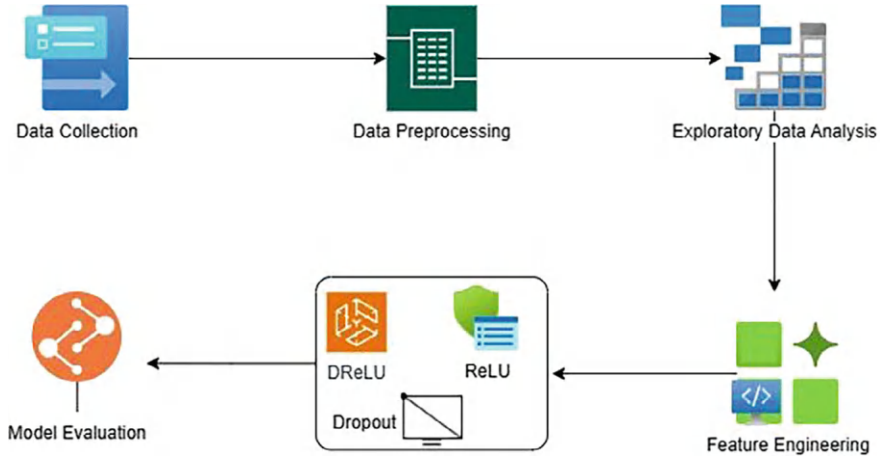 Data Collection
Data Preprocessing
Exploratory Data Analysis
DReLU
ReLU
Dropout
</>
Model Evaluation
Feature Engineering